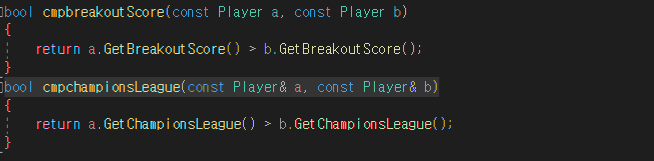 bool cmpbreakoutScore(const Player a, const Player b)
{
return a.GetBreakoutScore() > b.GetBreakoutScore();
}
bool cmpchampionsLeague(const Player& a, const Player& b)
{
return a.GetChampionsLeague() > b.GetChampionsLeague();
}